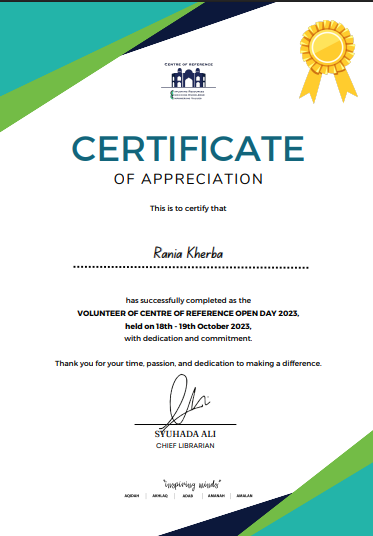 CENTRE OF REFERENCE
CERTIFICATE
OF APPRECIATION
This is to certify that
Rania Kherba
has successfully completed as the
VOLUNTEER OF CENTRE OF REFERENCE OPEN DAY 2023,
held on 18th - 19th October 2023,
with dedication and commitment.
Thank you for your time, passion, and dedication to making a difference.
SYUHADA ALI
CHIEF LIBRARIAN
"inspiring minds"
AQIDAH | AKHLAQ | ADAB | AMANAH | AMALAN